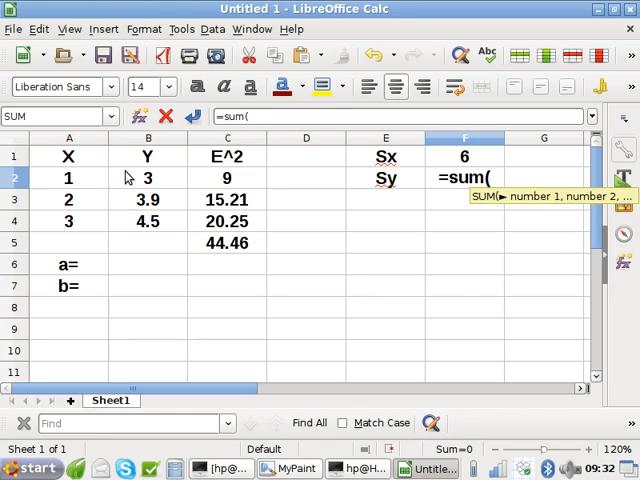 Untitled 1 - LibreOffice Calc
File Edit View Insert Format Tools Data Window Help
Liberation Sans 14
SUM =sum(
A B C D E F G
1 X Y E^2 Sx 6
2 1 3 9 Sy =sum(
SUM(► number 1, number 2, ...
3 2 3.9 15.21
4 3 4.5 20.25
5 44.46
6 a=
7 b=
8
9
10
11
Sheet1
Find Find All Match Case
Sheet 1 of 1 Default Sum=0 120%
start [hp@... MyPaint hp@H... Untitle... 09:32